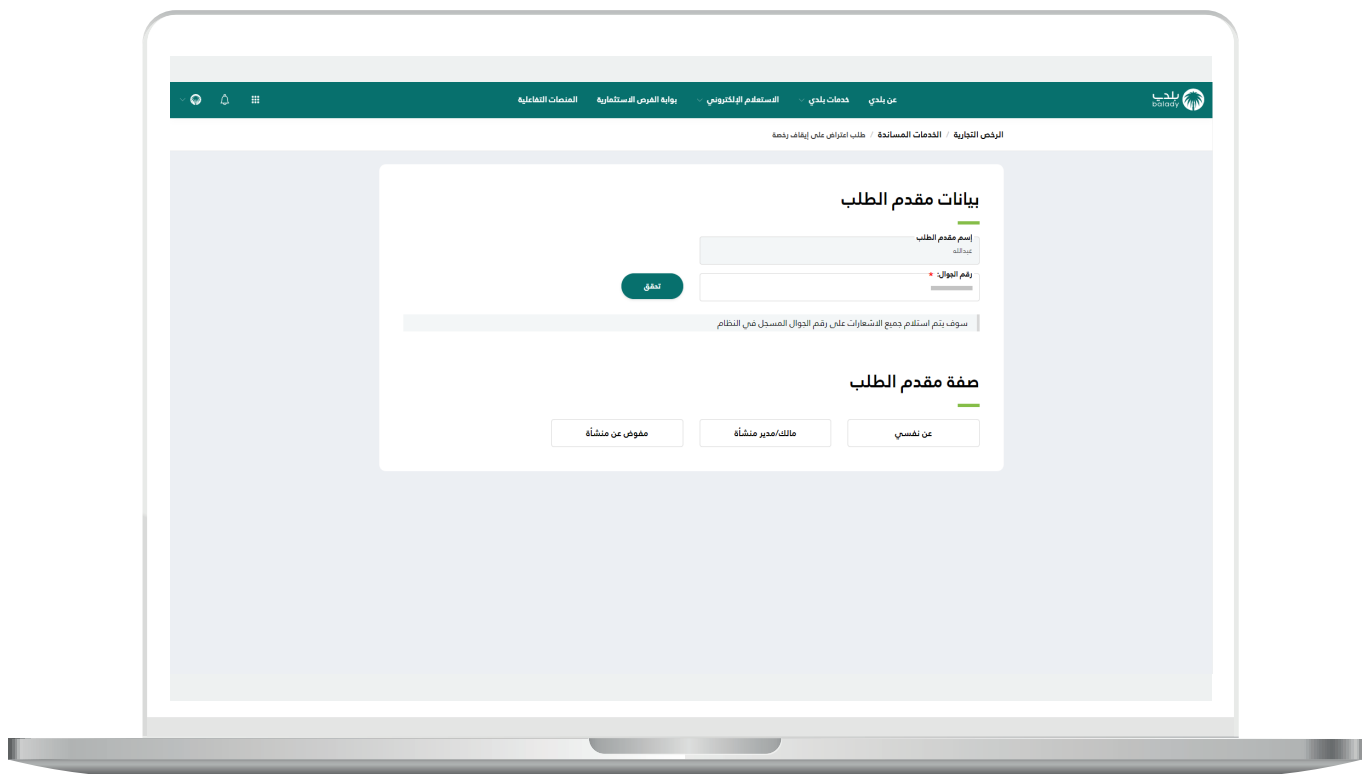 بلدي
balady
عن بلدي خدمات بلدي الاستعلام الإلكتروني بوابة الفرص الاستثمارية المنصات التفاعلية
الرخص التجارية / الخدمات المساندة / طلب اعتراض على إيقاف رخصة
بيانات مقدم الطلب
إسم مقدم الطلب
عبدالله
رقم الجوال: *
تحقق
سوف يتم استلام جميع الاشعارات على رقم الجوال المسجل في النظام
صفة مقدم الطلب
عن نفسي مالك/مدير منشأة مفوض عن منشأة